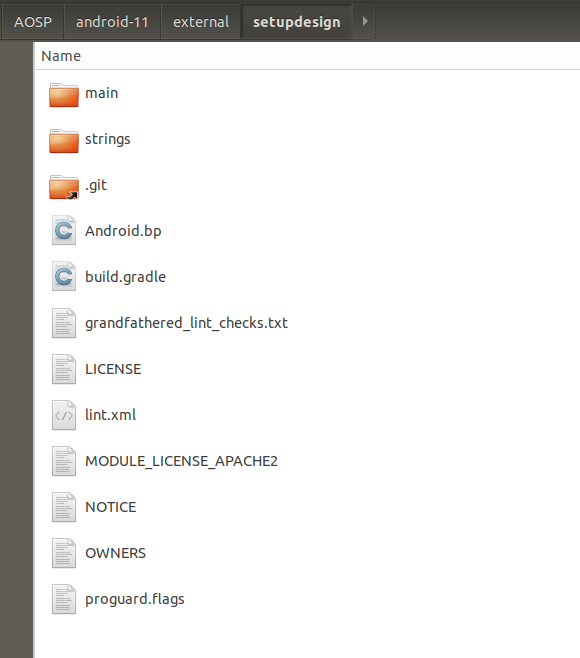 AOSP android-11 external setupdesign
Name
main
strings
.git
Android.bp
build.gradle
grandfathered_lint_checks.txt
LICENSE
lint.xml
MODULE_LICENSE_APACHE2
NOTICE
OWNERS
proguard.flags